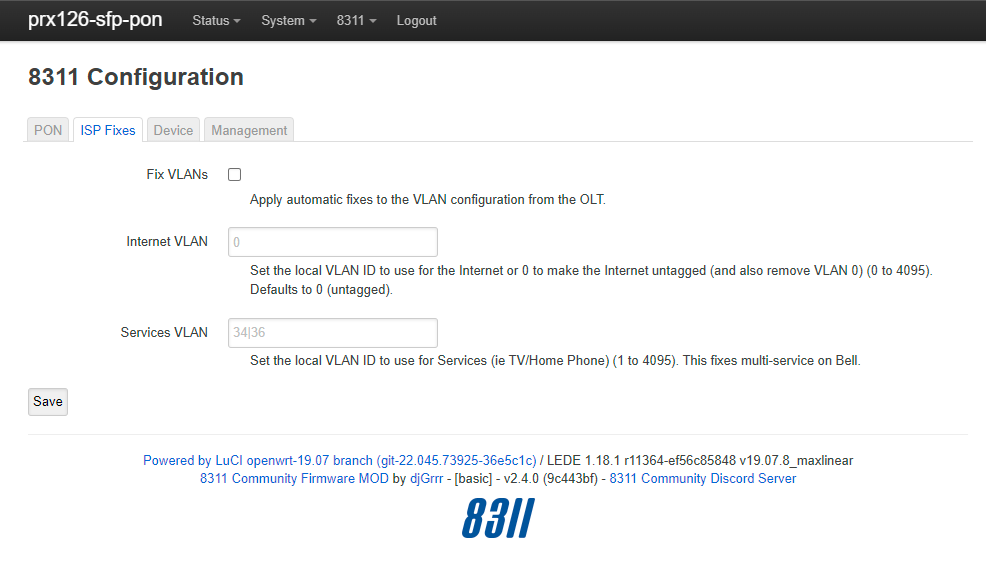 prx126-sfp-pon Status System 8311 Logout
8311 Configuration
PON ISP Fixes Device Management
Fix VLANs
Apply automatic fixes to the VLAN configuration from the OLT.
Internet VLAN 0
Set the local VLAN ID to use for the Internet or 0 to make the Internet untagged (and also remove VLAN 0) (0 to 4095).
Defaults to 0 (untagged).
Services VLAN 34|36
Set the local VLAN ID to use for Services (ie TV/Home Phone) (1 to 4095). This fixes multi-service on Bell.
Save
Powered by LuCI openwrt-19.07 branch (git-22.045.73925-36e5c1c) / LEDE 1.18.1 r11364-ef56c85848 v19.07.8_maxlinear
8311 Community Firmware MOD by djGrrr - [basic] - v2.4.0 (9c443bf) - 8311 Community Discord Server
8311